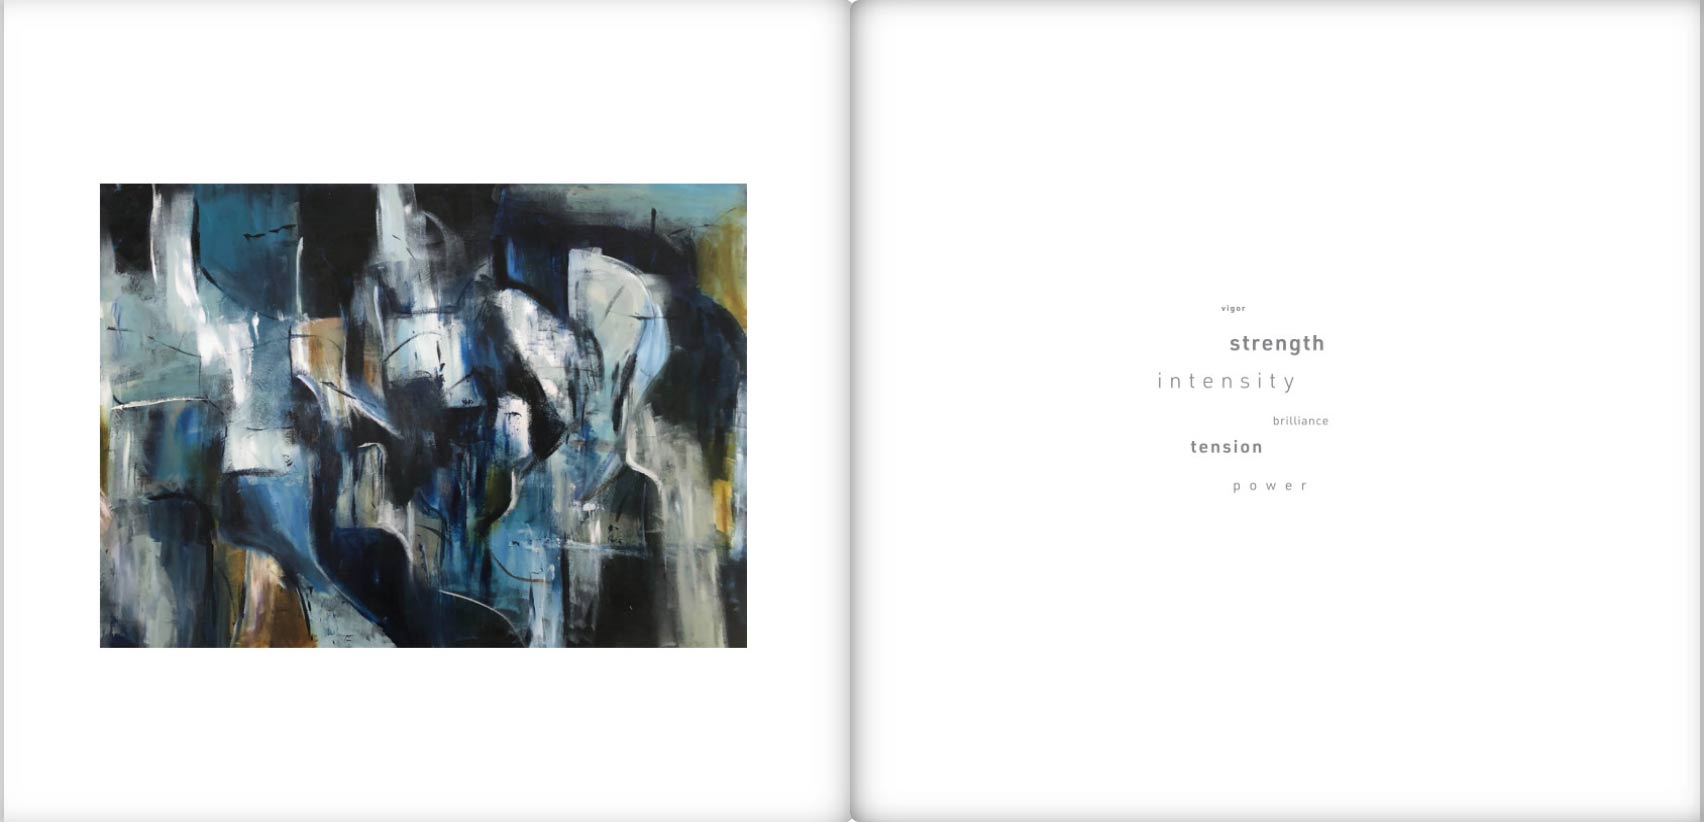 vigor
strength
intensity
brilliance
tension
power